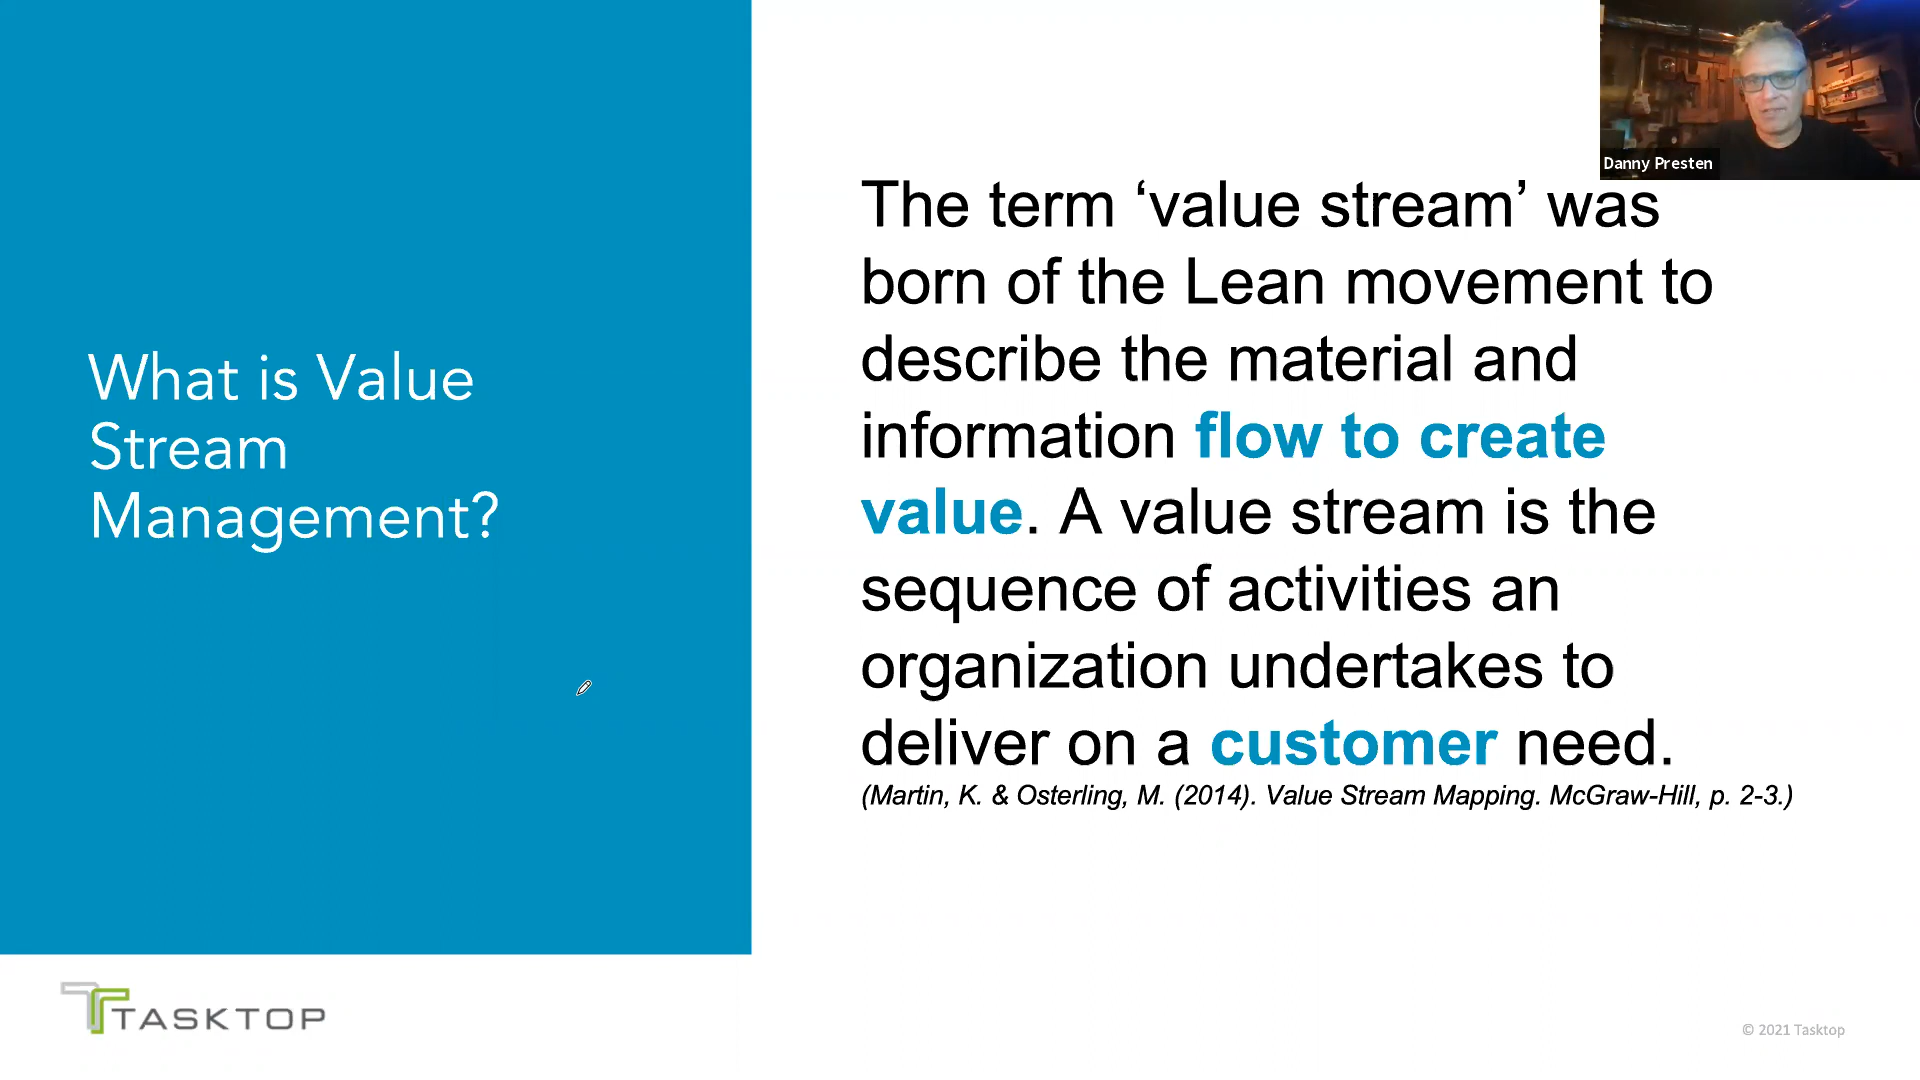 What is Value
Stream
Management?
Danny Presten
The term ‘value stream’ was
born of the Lean movement to
describe the material and
information flow to create
value. A value stream is the
sequence of activities an
organization undertakes to
deliver on a customer need.
(Martin, K. & Osterling, M. (2014). Value Stream Mapping. McGraw-Hill, p. 2-3.)
TASKTOP
© 2021 Tasktop